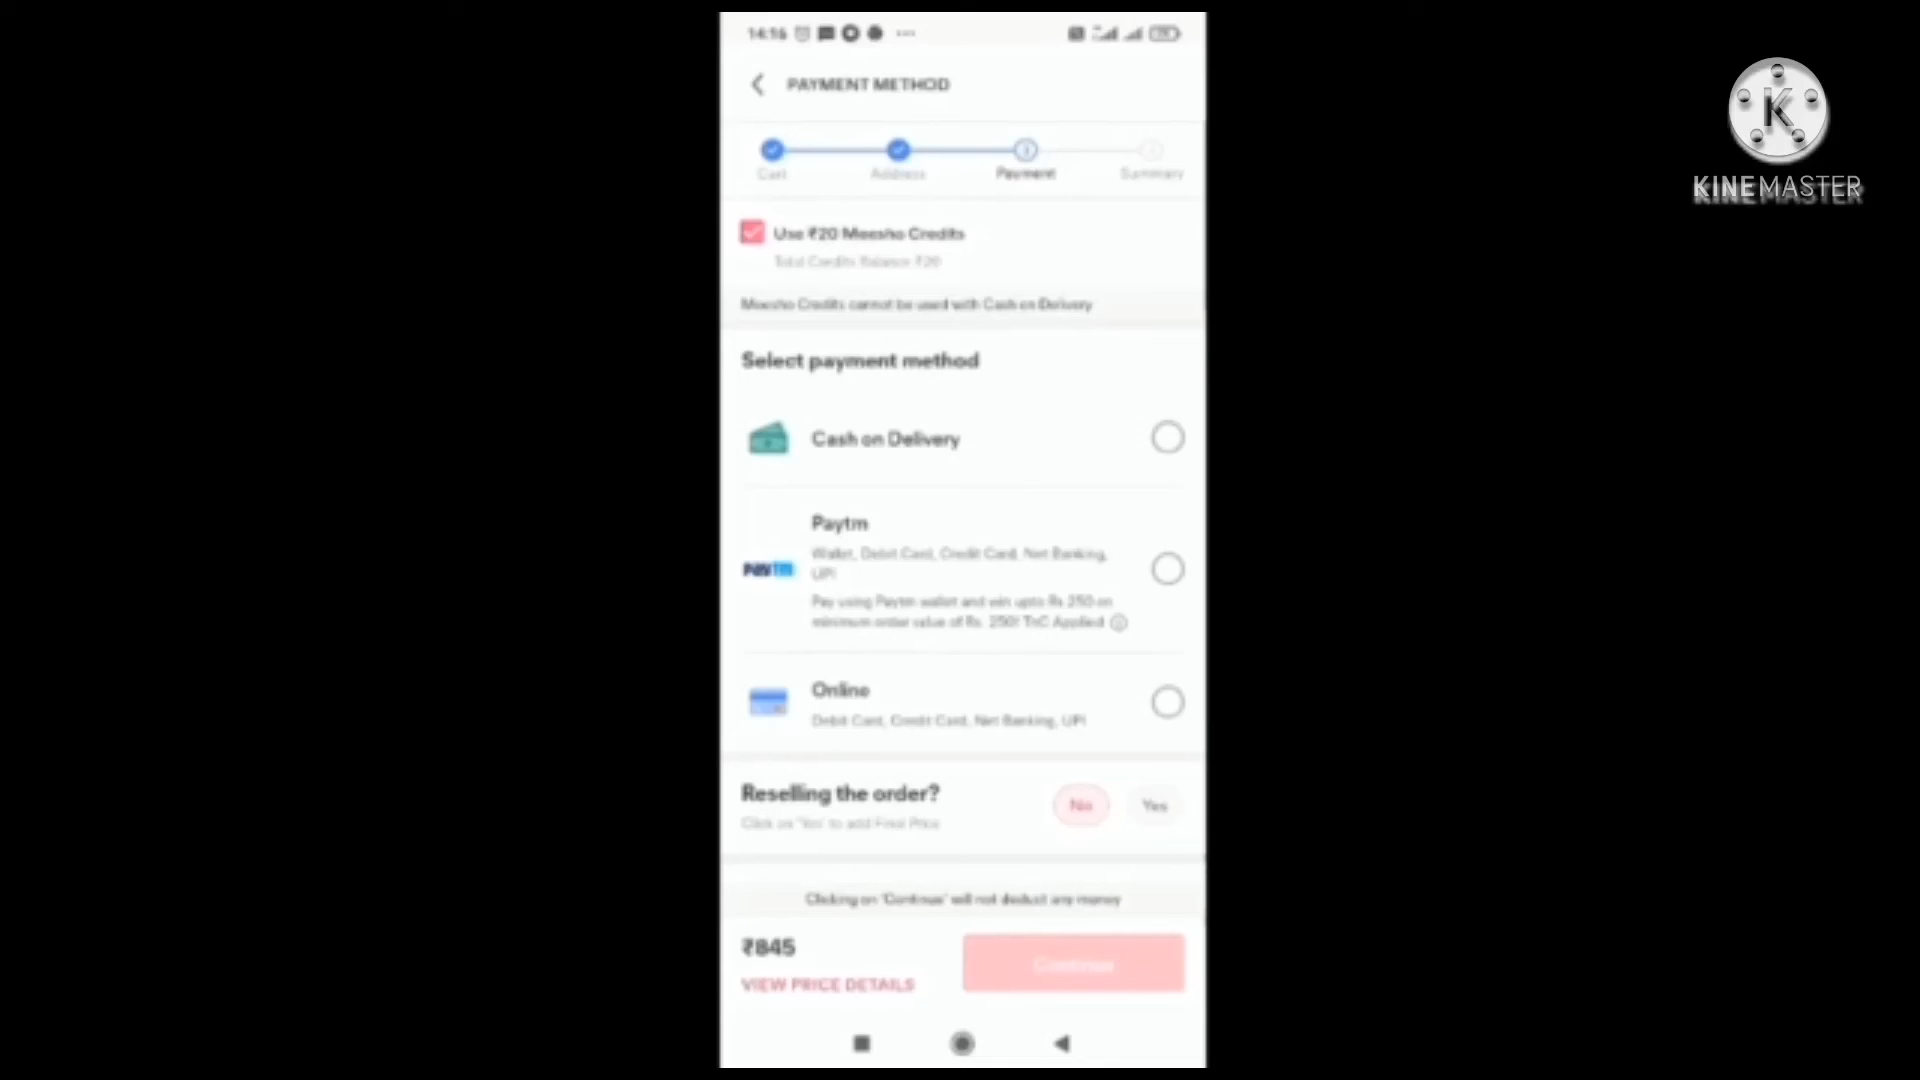 14:16
PAYMENT METHOD
K
KINEMASTER
Cart Address Payment Summary
Use ₹20 Meesho Credits
Total Credits Balance ₹20
Meesho Credits cannot be used with Cash on Delivery
Select payment method
Cash on Delivery
Paytm
Wallet, Debit Card, Credit Card, Net Banking,
UPI
PAYTM
Pay using Paytm wallet and win upto Rs 250 on
minimum order value of Rs. 250! TnC Applied
Online
Debit Card, Credit Card, Net Banking, UPI
Reselling the order?
No Yes
Click on 'Yes' to add Final Price
Clicking on 'Continue' will not deduct any money
₹845
Continue
VIEW PRICE DETAILS